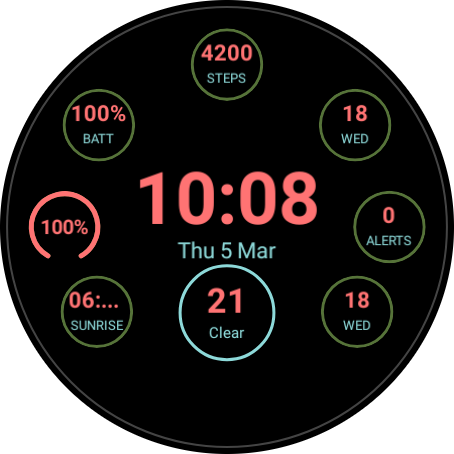 4200
STEPS
100%
BATT
18
WED
10:08
100%
0
ALERTS
Thu 5 Mar
06:...
SUNRISE
21
Clear
18
WED